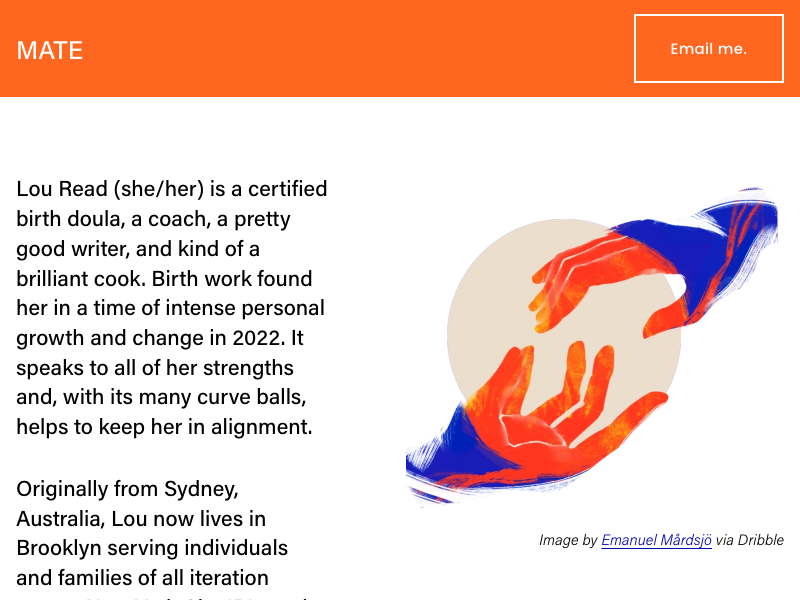 MATE
Email me.
Lou Read (she/her) is a certified
birth doula, a coach, a pretty
good writer, and kind of a
brilliant cook. Birth work found
her in a time of intense personal
growth and change in 2022. It
speaks to all of her strengths
and, with its many curve balls,
helps to keep her in alignment.
Originally from Sydney,
Australia, Lou now lives in
Brooklyn serving individuals
and families of all iteration
Image by Emanuel Mårdsjö via Dribble